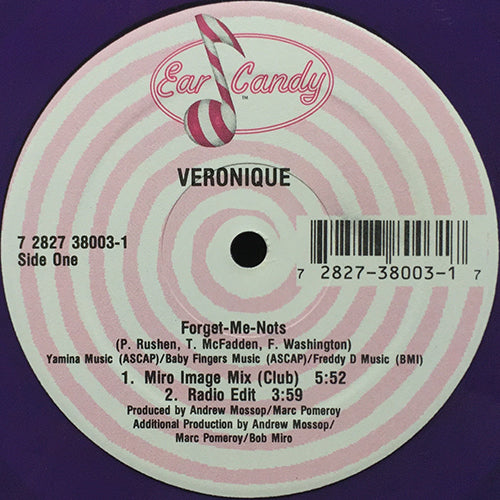 Ear Candy
TM
VERONIQUE
7 2827 38003-1
Side One
7 2827-38003-1 7
Forget-Me-Nots
(P. Rushen, T. McFadden, F. Washington)
Yamina Music (ASCAP)/Baby Fingers Music (ASCAP)/Freddy D Music (BMI)
1. Miro Image Mix (Club) 5:52
2. Radio Edit 3:59
Produced by Andrew Mossop/Marc Pomeroy
Additional Production by Andrew Mossop/
Marc Pomeroy/Bob Miro